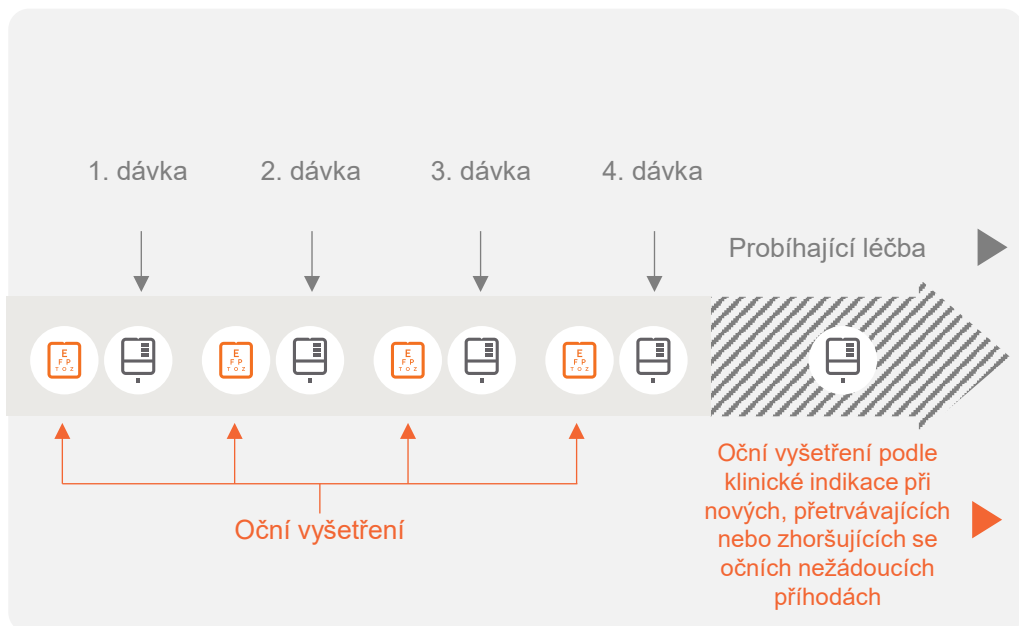 1. dávka
2. dávka
3. dávka
4. dávka
Probíhající léčba
E
F P
T O Z
E
F P
T O Z
E
F P
T O Z
E
F P
T O Z
Oční vyšetření
Oční vyšetření podle
klinické indikace při
nových, přetrvávajících
nebo zhoršujících se
očních nežádoucích
příhodách